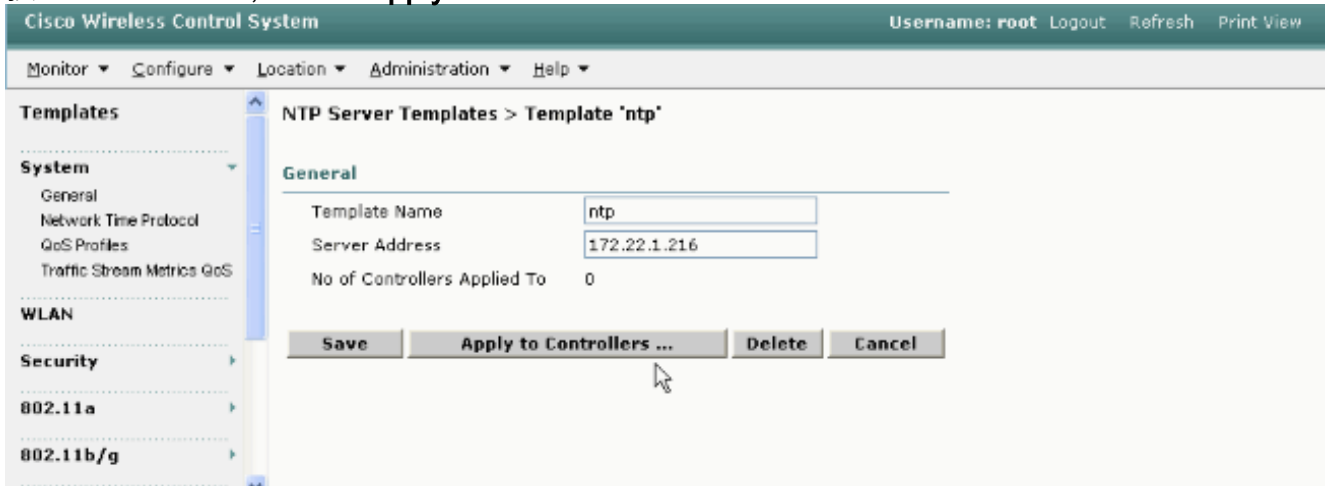 Apply
Cisco Wireless Control System
Username: root Logout Refresh Print View
Monitor Configure Location Administration Help
Templates
System
General
Network Time Protocol
QoS Profiles
Traffic Stream Metrics QoS
WLAN
Security
802.11a
802.11b/g
NTP Server Templates > Template 'ntp'
General
Template Name ntp
Server Address 172.22.1.216
No of Controllers Applied To 0
Save Apply to Controllers ... Delete Cancel